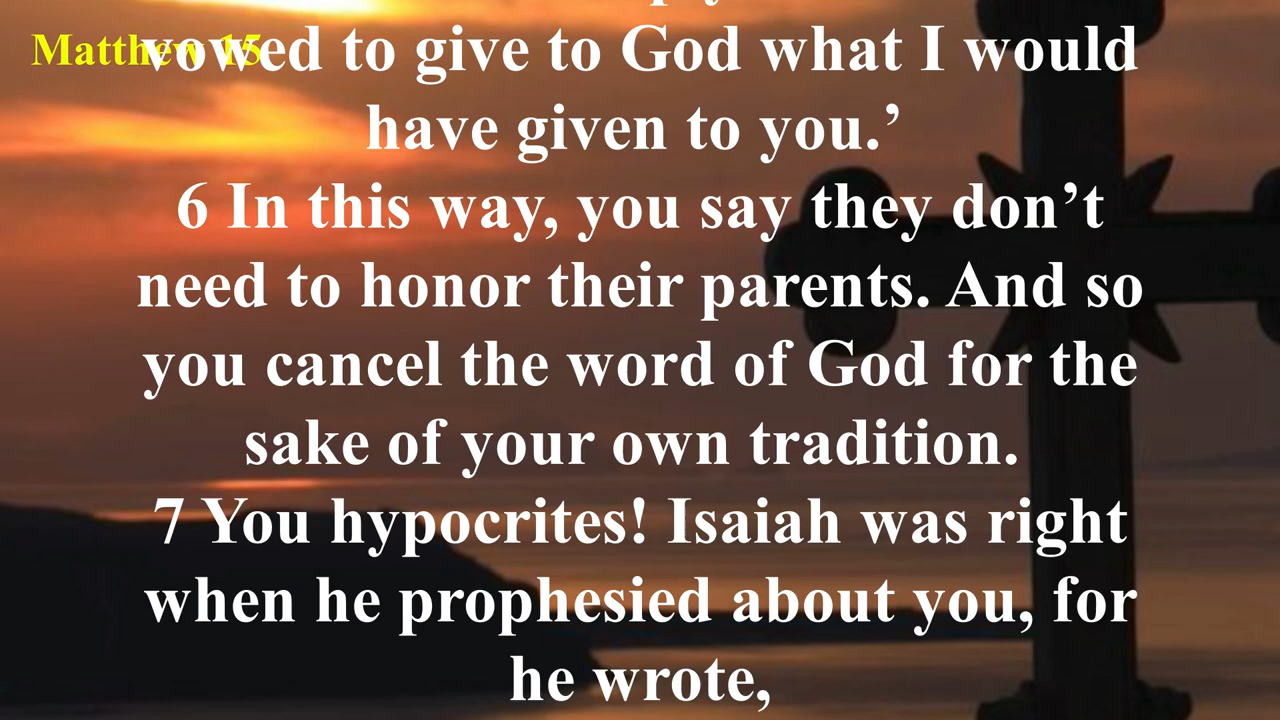 Matthew 15
vowed to give to God what I would
have given to you.’
6 In this way, you say they don’t
need to honor their parents. And so
you cancel the word of God for the
sake of your own tradition.
7 You hypocrites! Isaiah was right
when he prophesied about you, for
he wrote,